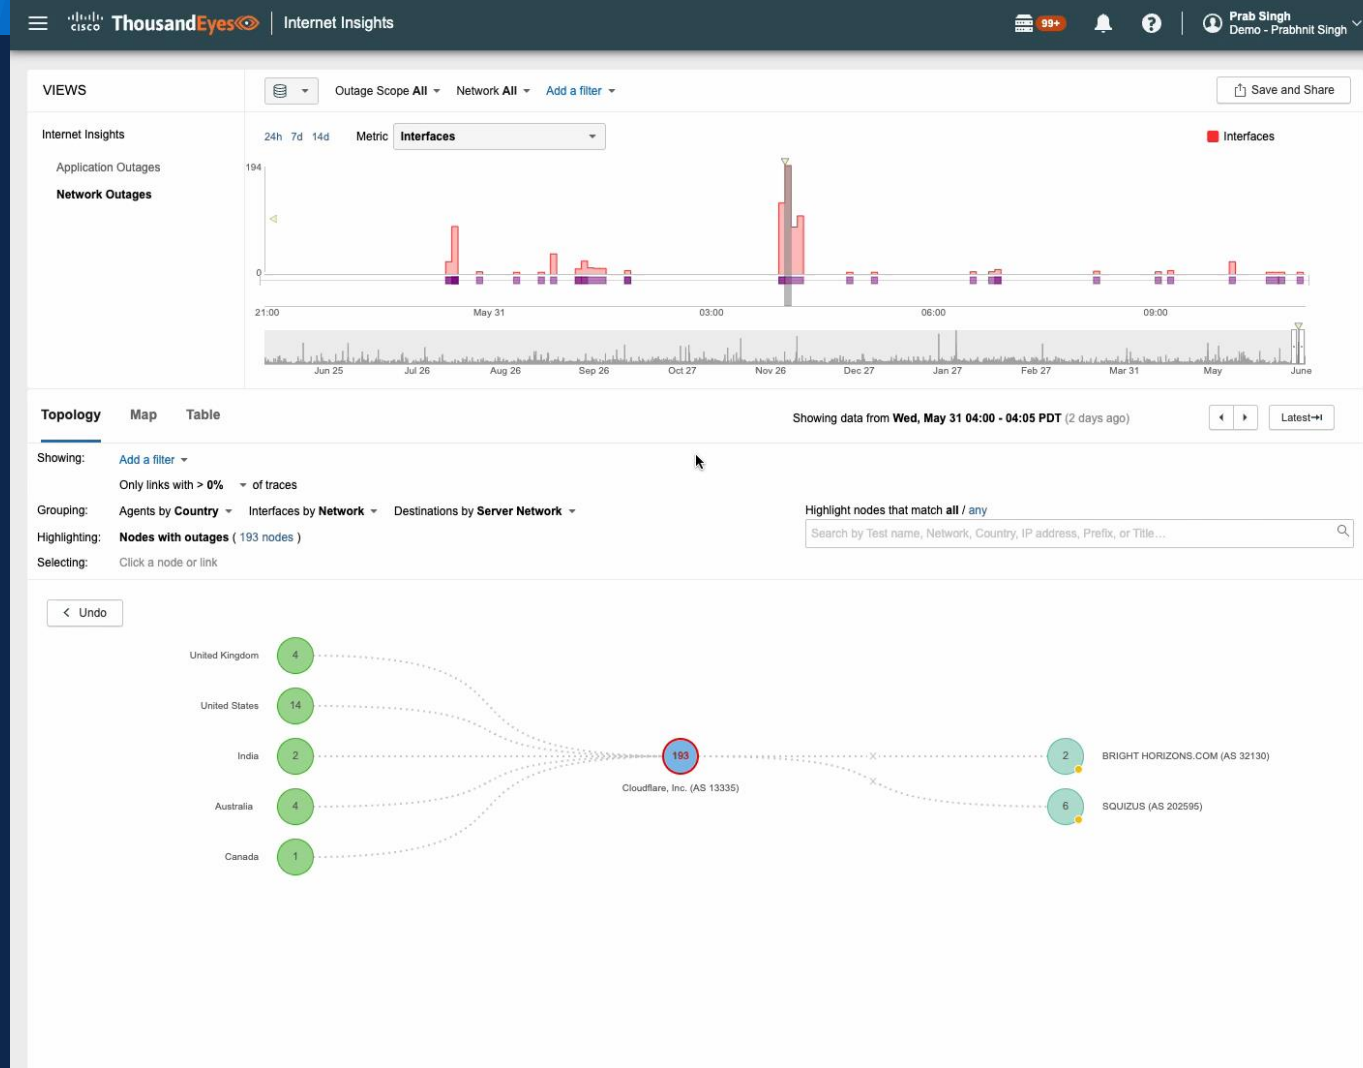 cisco ThousandEyes Internet Insights 99+ Prab Singh
Demo - Prabhnit Singh
VIEWS
Outage Scope All Network All Add a filter Save and Share
Internet Insights
Application Outages
Network Outages
24h 7d 14d Metric Interfaces Interfaces
194
0
21:00 May 31 03:00 06:00 09:00
Jun 25 Jul 26 Aug 26 Sep 26 Oct 27 Nov 26 Dec 27 Jan 27 Feb 27 Mar 31 May June
Topology Map Table Showing data from Wed, May 31 04:00 - 04:05 PDT (2 days ago) Latest
Showing: Add a filter
Only links with > 0% of traces
Grouping: Agents by Country Interfaces by Network Destinations by Server Network Highlight nodes that match all / any
Highlighting: Nodes with outages ( 193 nodes ) Search by Test name, Network, Country, IP address, Prefix, or Title...
Selecting: Click a node or link
< Undo
United Kingdom 4
United States 14
India 2 193 2 BRIGHT HORIZONS.COM (AS 32130)
Cloudflare, Inc. (AS 13335)
Australia 4 6 SQUIZUS (AS 202595)
Canada 1